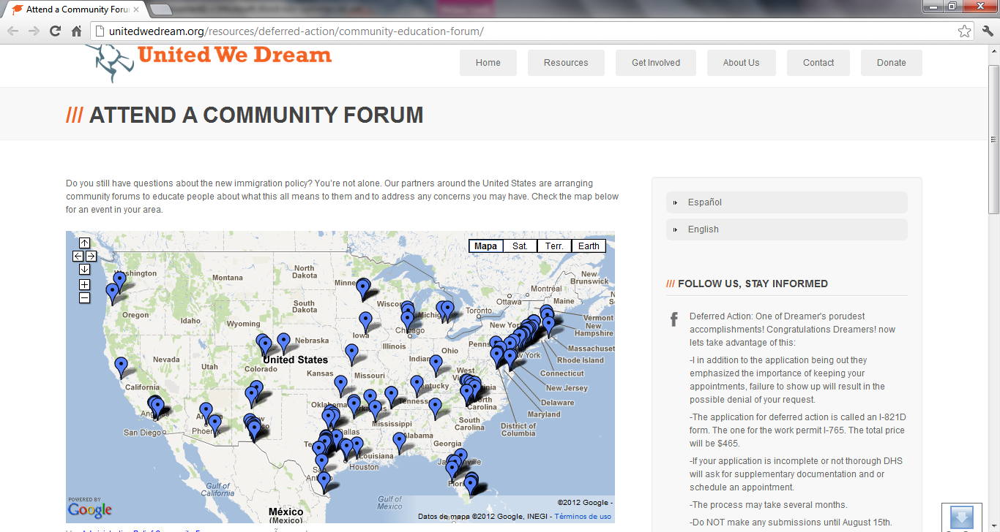 Attend a Community Foru
unitedwedream.org/resources/deferred-action/community-education-forum/
United We Dream
Home
Resources
Get Involved
About Us
Contact
Donate
/// ATTEND A COMMUNITY FORUM
Do you still have questions about the new immigration policy? You're not alone. Our partners around the United States are arranging
community forums to educate people about what this all means to them and to address any concerns you may have. Check the map below
for an event in your area.
Mapa
Sat.
Terr.
Earth
Washington
Montana
North
Dakota
Minne
Oregon
Idaho
Wyoming
South
Dakota
Wisco
Michig
Ottawa
Montréal
New
Brunswick
Maine
Toronto
Vermont
New
Hampshire
New York
Massachuset
Rhode Island
Connecticut
New Jersey
Delaware
Maryland
District of
Columbia
Iowa
Chicago
Nebraska
Illinois
Indian
Ohio
Penns
Nevada
Utah
Colorado
United States
Kansas
Missouri
West
California
San Diego
Phoenix
Oklahoma
Mississippi
Alabama
Georgia
South
Carolina
North
Carolina
Dallas
Louisiana
Houston
San
Gulf of
California
Gulf of
Mexico
México
(Mexico)
POWERED BY
Google
©2012 Google -
Datos de mapa ©2012 Google, INEGI - Términos de uso
Español
English
/// FOLLOW US, STAY INFORMED
Deferred Action: One of Dreamer's porudest
accomplishments! Congratulations Dreamers! now
lets take advantage of this:
-I in addition to the application being out they
emphasized the importance of keeping your
appointments, failure to show up will result in the
possible denial of your request.
-The application for deferred action is called an I-821D
form. The one for the work permit I-765. The total price
will be $465.
-If your application is incomplete or not thorough DHS
will ask for supplementary documentation and or
schedule an appointment.
-The process may take several months.
-Do NOT make any submissions until August 15th.